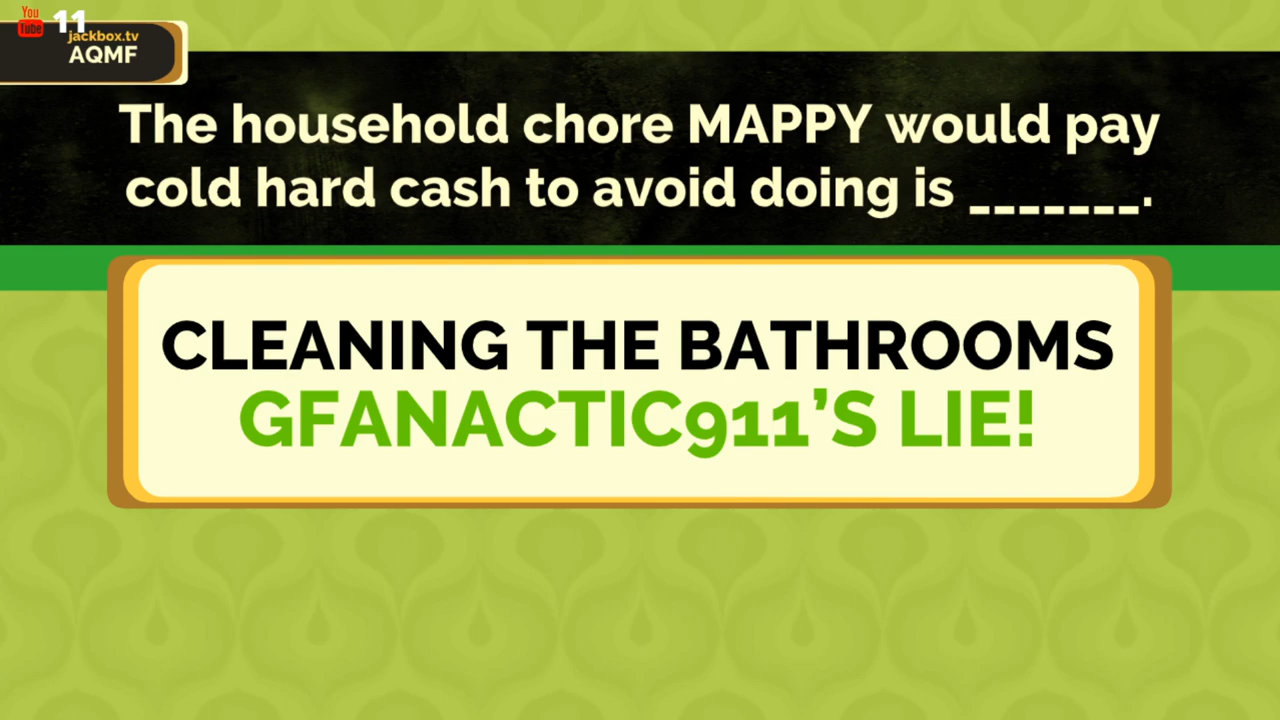 You
Tube
11
jackbox.tv
AQMF
The household chore MAPPY would pay
cold hard cash to avoid doing is _______.
CLEANING THE BATHROOMS
GFANACTIC911’S LIE!